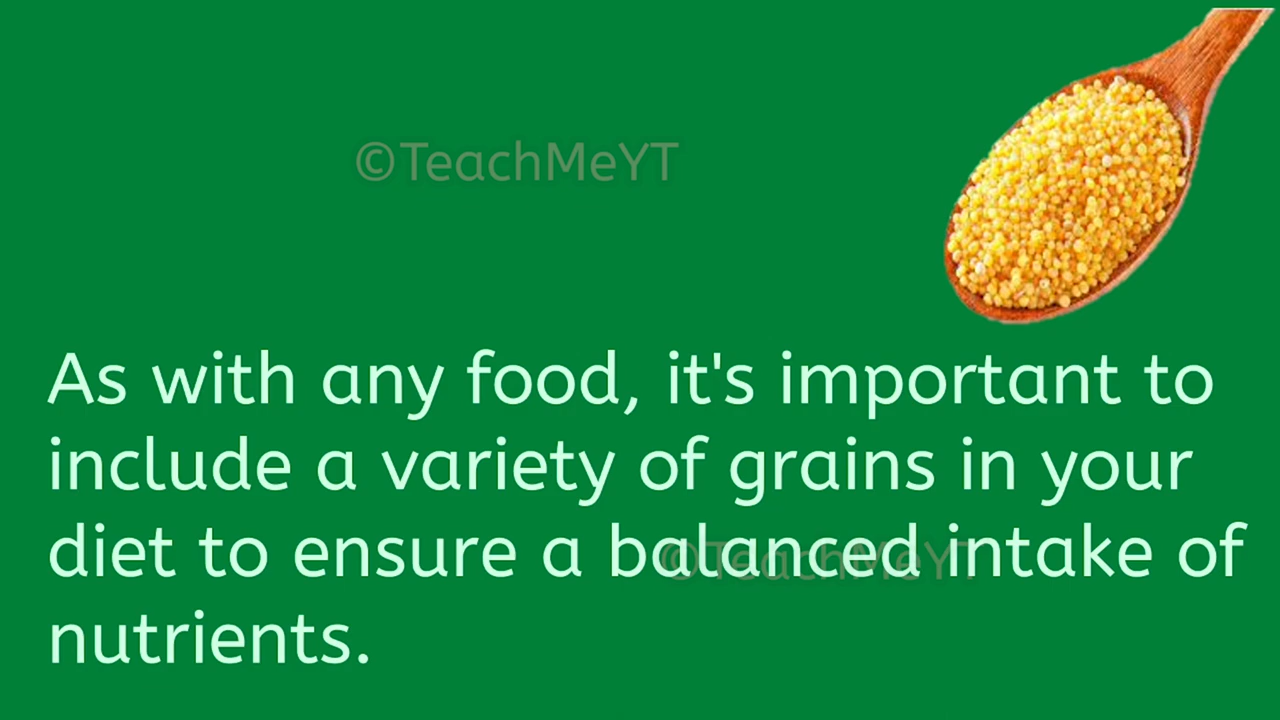 ©TeachMeYT
As with any food, it's important to
include a variety of grains in your
diet to ensure a balanced intake of
©TeachMeYT
nutrients.